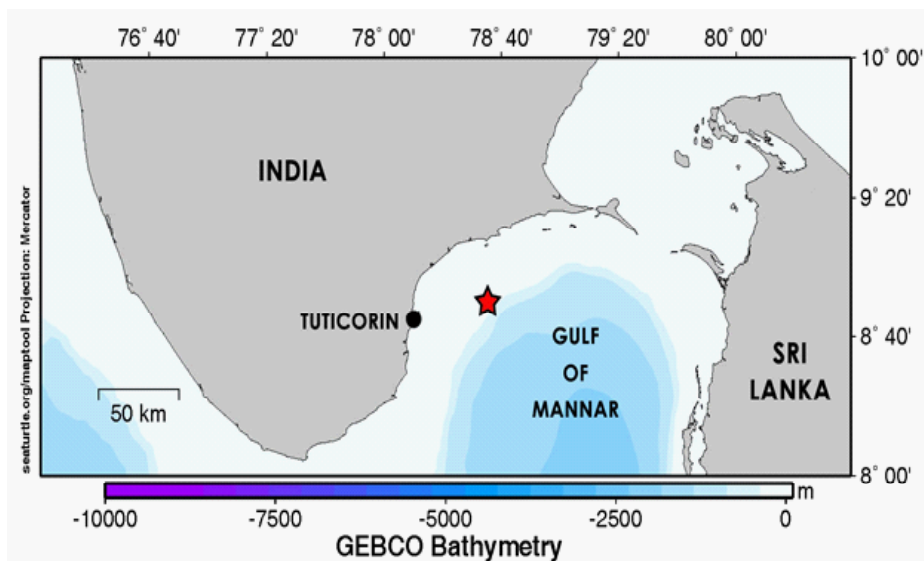 76˚ 40' 77˚ 20' 78˚ 00' 78˚ 40' 79˚ 20' 80˚ 00'
10˚ 00'
INDIA
9˚ 20'
seaturtle.org/maptool Projection: Mercator
TUTICORIN
GULF
OF
MANNAR
8˚ 40'
SRI
LANKA
50 km
8˚ 00'
m
-10000 -7500 -5000 -2500 0
GEBCO Bathymetry